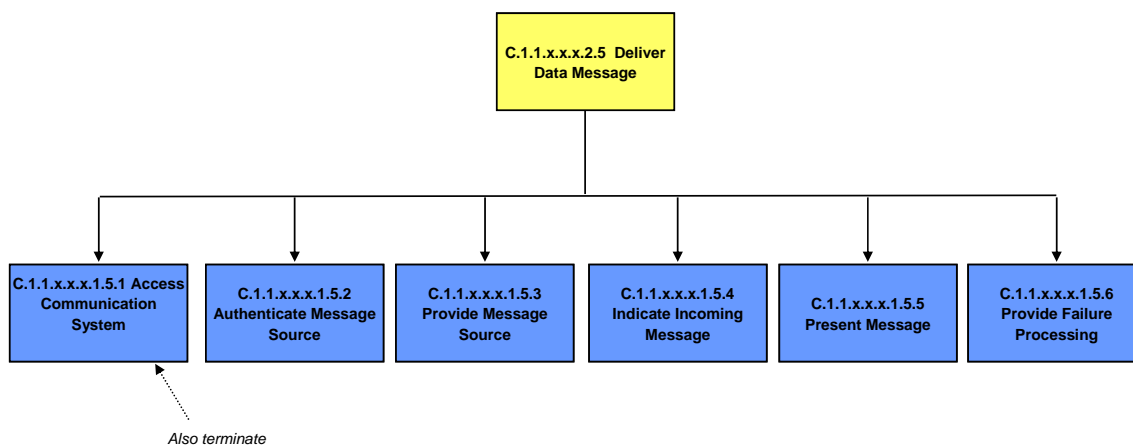 C.1.1.x.x.x.2.5 Deliver
Data Message
C.1.1.x.x.x.1.5.1 Access
Communication
System
C.1.1.x.x.x.1.5.2
Authenticate Message
Source
C.1.1.x.x.x.1.5.3
Provide Message
Source
C.1.1.x.x.x.1.5.4
Indicate Incoming
Message
C.1.1.x.x.x.1.5.5
Present Message
C.1.1.x.x.x.1.5.6
Provide Failure
Processing
Also terminate